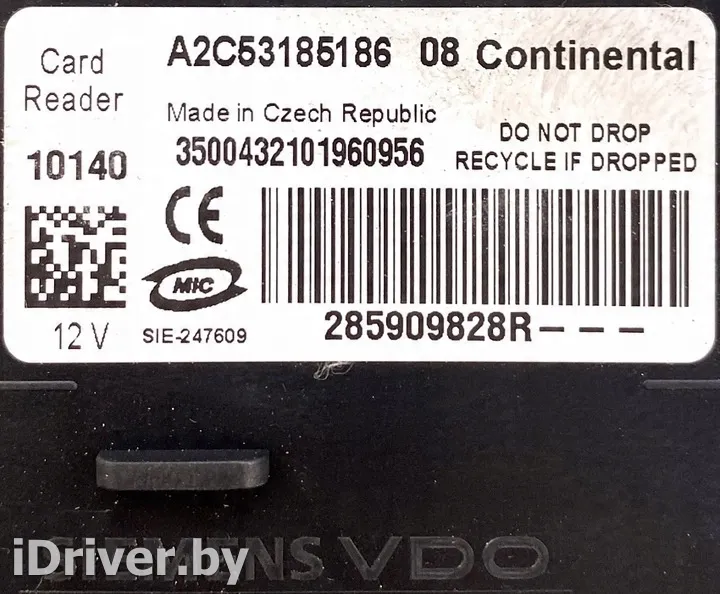 Card Reader
A2C53185186 08 Continental
Made in Czech Republic
10140
3500432101960956
DO NOT DROP
RECYCLE IF DROPPED
CE
MIC
12 V
SIE-247609
285909828R---
SIEMENS VDO
iDriver.by